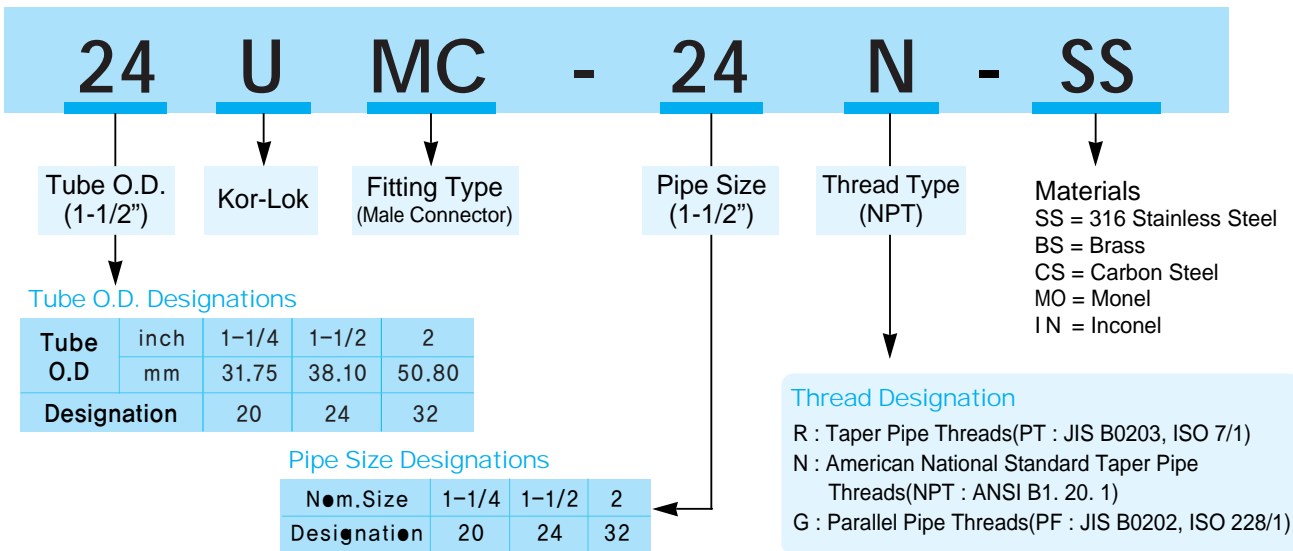 24 U MC - 24 N - SS
Tube O.D.
(1-1/2”)
Kor-Lok
Fitting Type
(Male Connector)
Pipe Size
(1-1/2”)
Thread Type
(NPT)
Materials
SS = 316 Stainless Steel
BS = Brass
CS = Carbon Steel
MO = Monel
IN = Inconel
Tube O.D. Designations
Tube O.D inch 1-1/4 1-1/2 2
mm 31.75 38.10 50.80
Designation 20 24 32
Pipe Size Designations
Nom.Size 1-1/4 1-1/2 2
Designation 20 24 32
Thread Designation
R : Taper Pipe Threads(PT : JIS B0203, ISO 7/1)
N : American National Standard Taper Pipe
Threads(NPT : ANSI B1. 20. 1)
G : Parallel Pipe Threads(PF : JIS B0202, ISO 228/1)